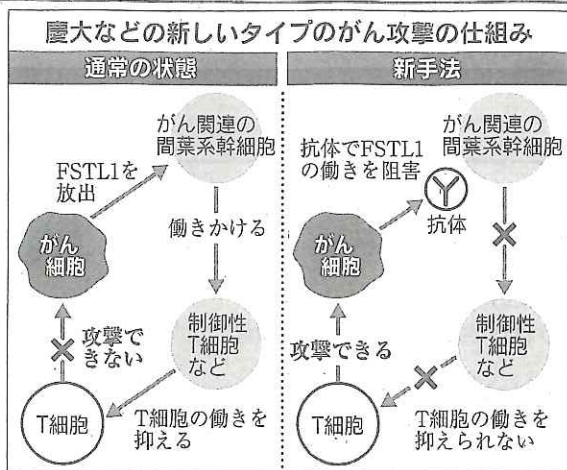 慶大などの新しいタイプのがん攻撃の仕組み
通常の状態
がん関連の
間葉系幹細胞
FSTL1を
放出
がん
細胞
働きかける
攻撃で
きない
制御性
T細胞
など
T細胞
T細胞の働きを
抑える
新手法
がん関連の
間葉系幹細胞
抗体でFSTL1
の働きを阻害
抗体
がん
細胞
攻撃できる
制御性
T細胞
など
T細胞
T細胞の働きを
抑えられない